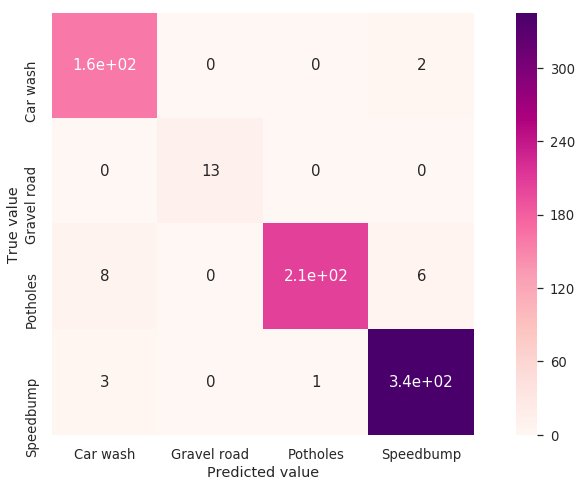 Car wash 1.6e+02 0 0 2
Gravel road 0 13 0 0
Potholes 8 0 2.1e+02 6
Speedbump 3 0 1 3.4e+02
True value
Car wash Gravel road Potholes Speedbump
Predicted value
300
240
180
120
60
0